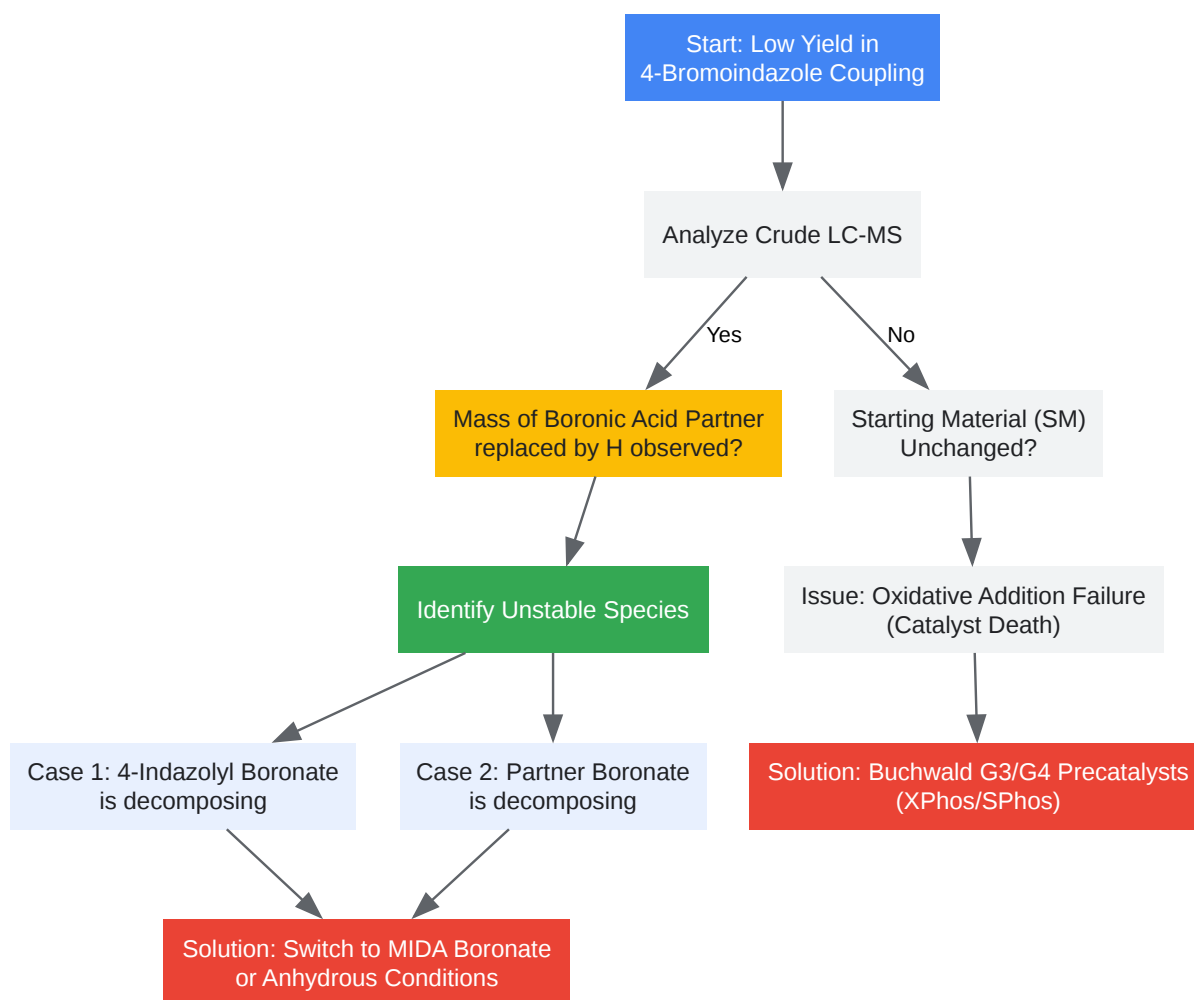 Start: Low Yield in
4-Bromoindazole Coupling
Analyze Crude LC-MS
Yes
No
Mass of Boronic Acid Partner
replaced by H observed?
Starting Material (SM)
Unchanged?
Identify Unstable Species
Issue: Oxidative Addition Failure
(Catalyst Death)
Case 1: 4-Indazolyl Boronate
is decomposing
Case 2: Partner Boronate
is decomposing
Solution: Buchwald G3/G4 Precatalysts
(XPhos/SPhos)
Solution: Switch to MIDA Boronate
or Anhydrous Conditions